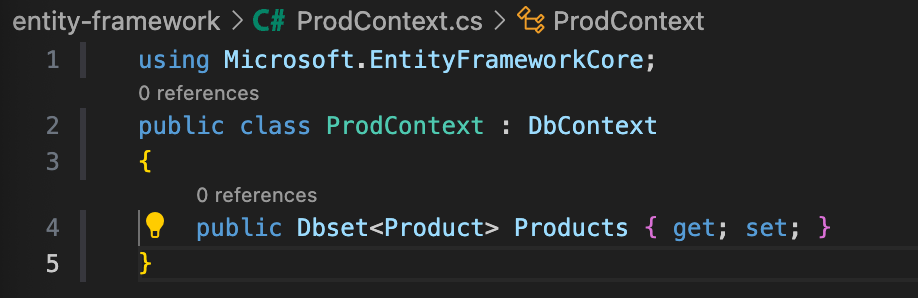 entity-framework > C# ProdContext.cs > ProdContext
1 using Microsoft.EntityFrameworkCore;
0 references
2 public class ProdContext : DbContext
3 {
0 references
4 public Dbset<Product> Products { get; set; }
5 }